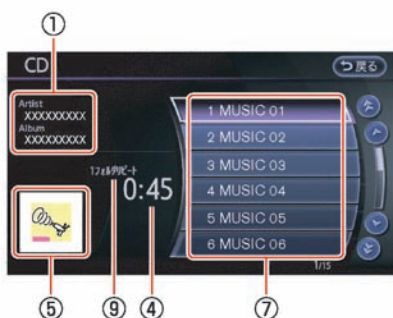 ①
CD
戻る
Artist
XXXXXXXXX
Album
XXXXXXXXX
1フォルダリピート
0:45
1 MUSIC 01
2 MUSIC 02
3 MUSIC 03
4 MUSIC 04
5 MUSIC 05
6 MUSIC 06
1/15
⑤
⑨
④
⑦